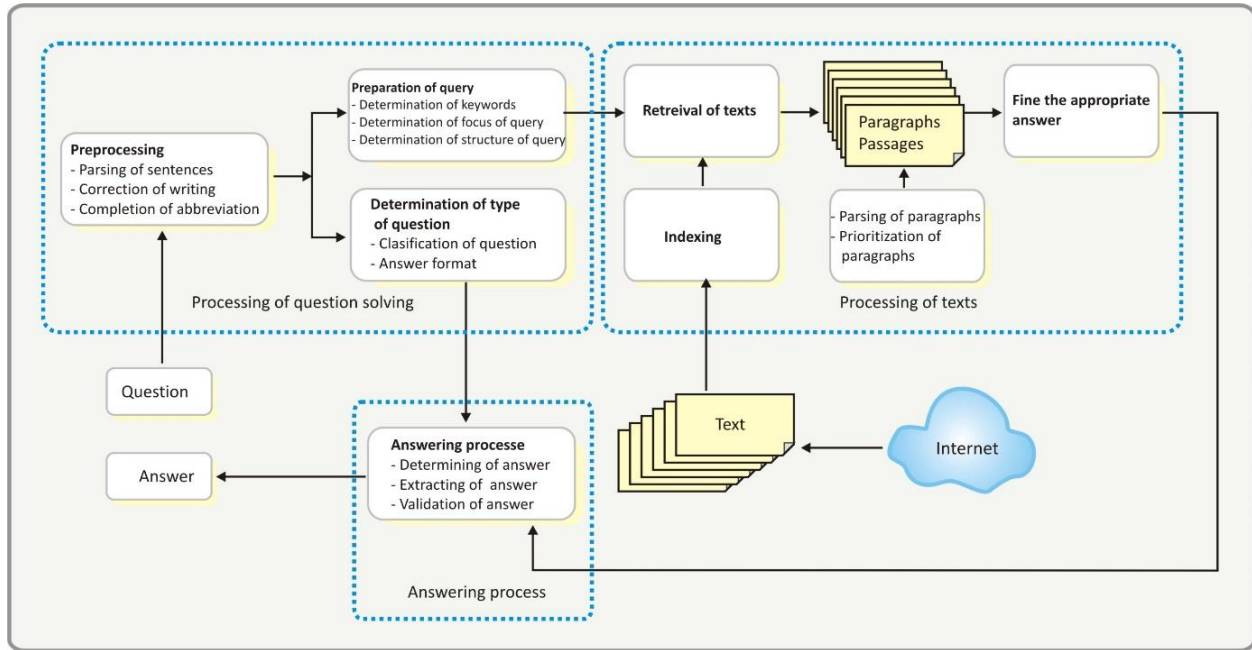 Preprocessing
- Parsing of sentences
- Correction of writing
- Completion of abbreviation
Preparation of query
- Determination of keywords
- Determination of focus of query
- Determination of structure of query
Determination of type
of question
- Clasification of question
- Answer format
Processing of question solving
Retreival of texts
Paragraphs
Passages
Fine the appropriate
answer
Indexing
- Parsing of paragraphs
- Prioritization of
paragraphs
Processing of texts
Question
Answer
Answering processe
- Determining of answer
- Extracting of answer
- Validation of answer
Answering process
Text
Internet